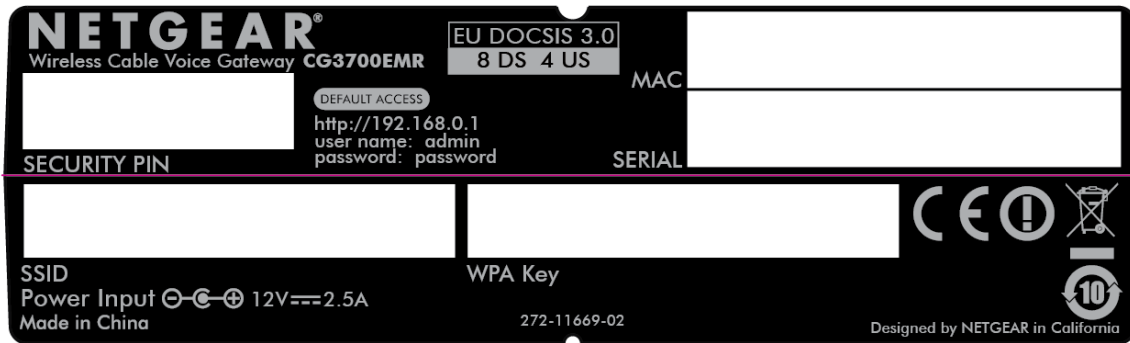 NETGEAR®
Wireless Cable Voice Gateway CG3700EMR
EU DOCSIS 3.0
8 DS 4 US
MAC
DEFAULT ACCESS
http://192.168.0.1
user name: admin
password: password
SECURITY PIN
SERIAL
SSID
WPA Key
Power Input 12V 2.5A
Made in China
272-11669-02
CE
10
Designed by NETGEAR in California